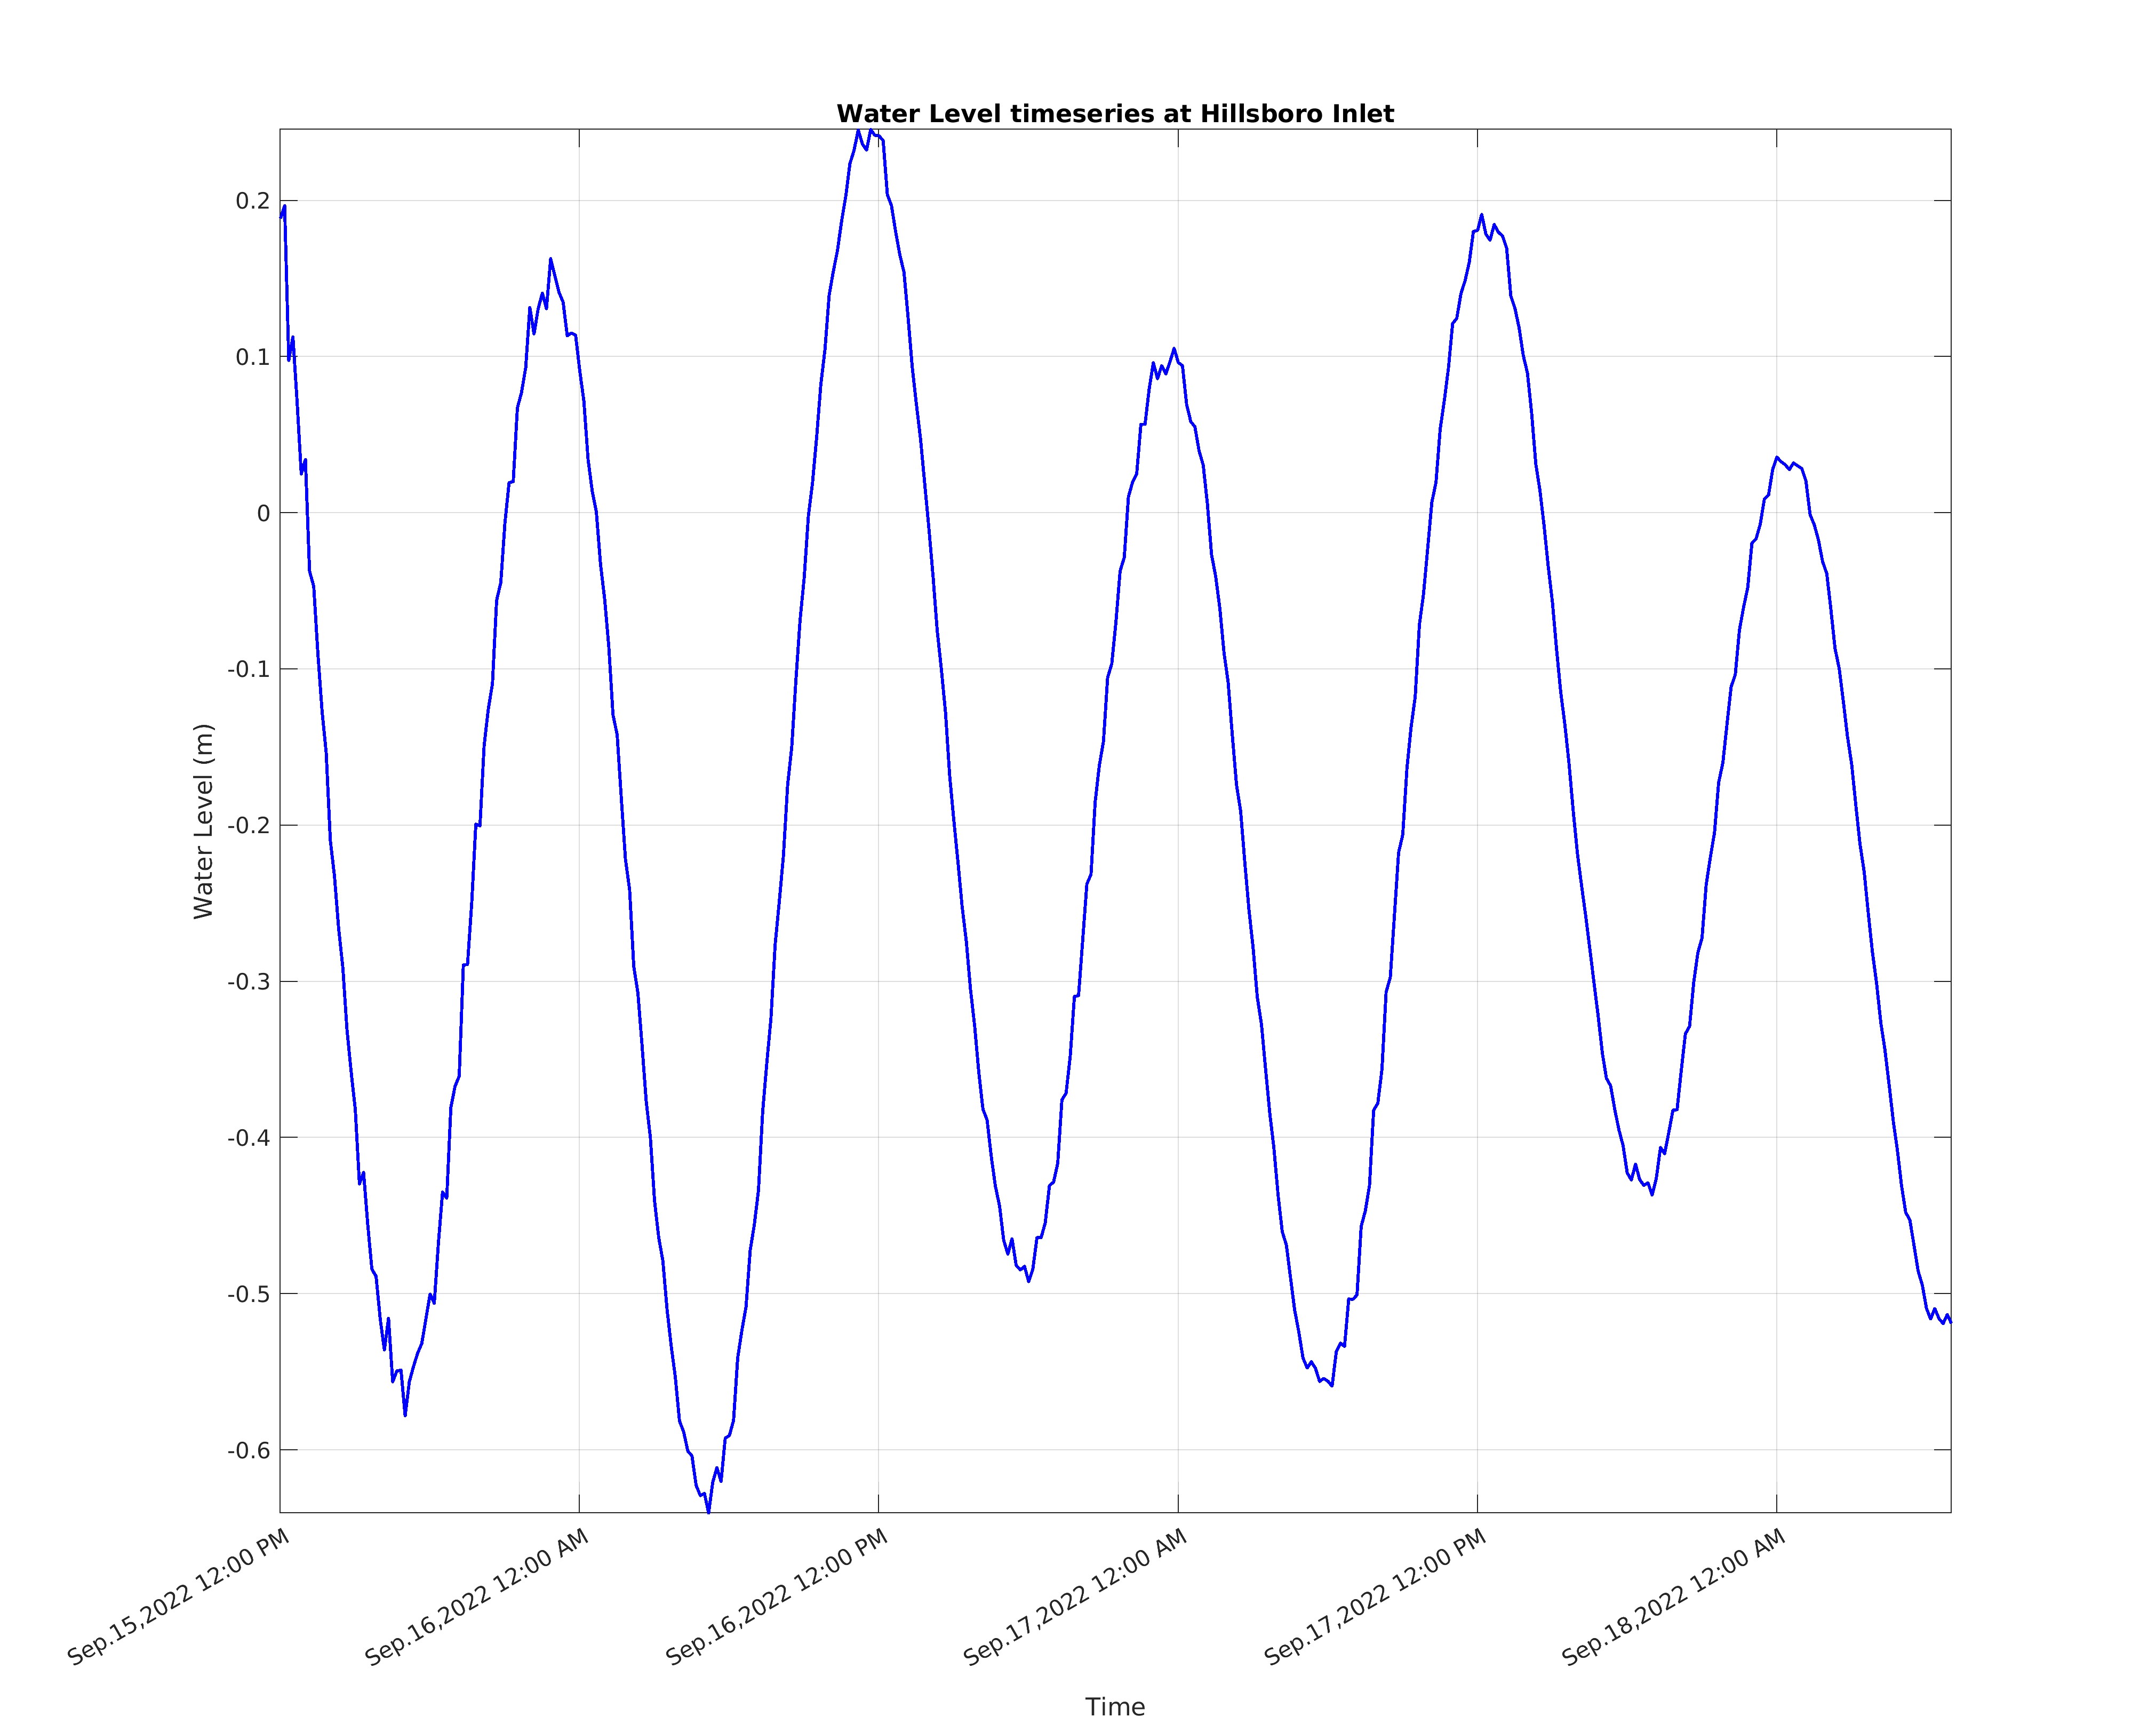 Water Level timeseries at Hillsboro Inlet
0.2
0.1
0
-0.1
-0.2
-0.3
-0.4
-0.5
-0.6
Water Level (m)
Sep.15,2022 12:00 PM
Sep.16,2022 12:00 AM
Sep.16,2022 12:00 PM
Sep.17,2022 12:00 AM
Sep.17,2022 12:00 PM
Sep.18,2022 12:00 AM
Time